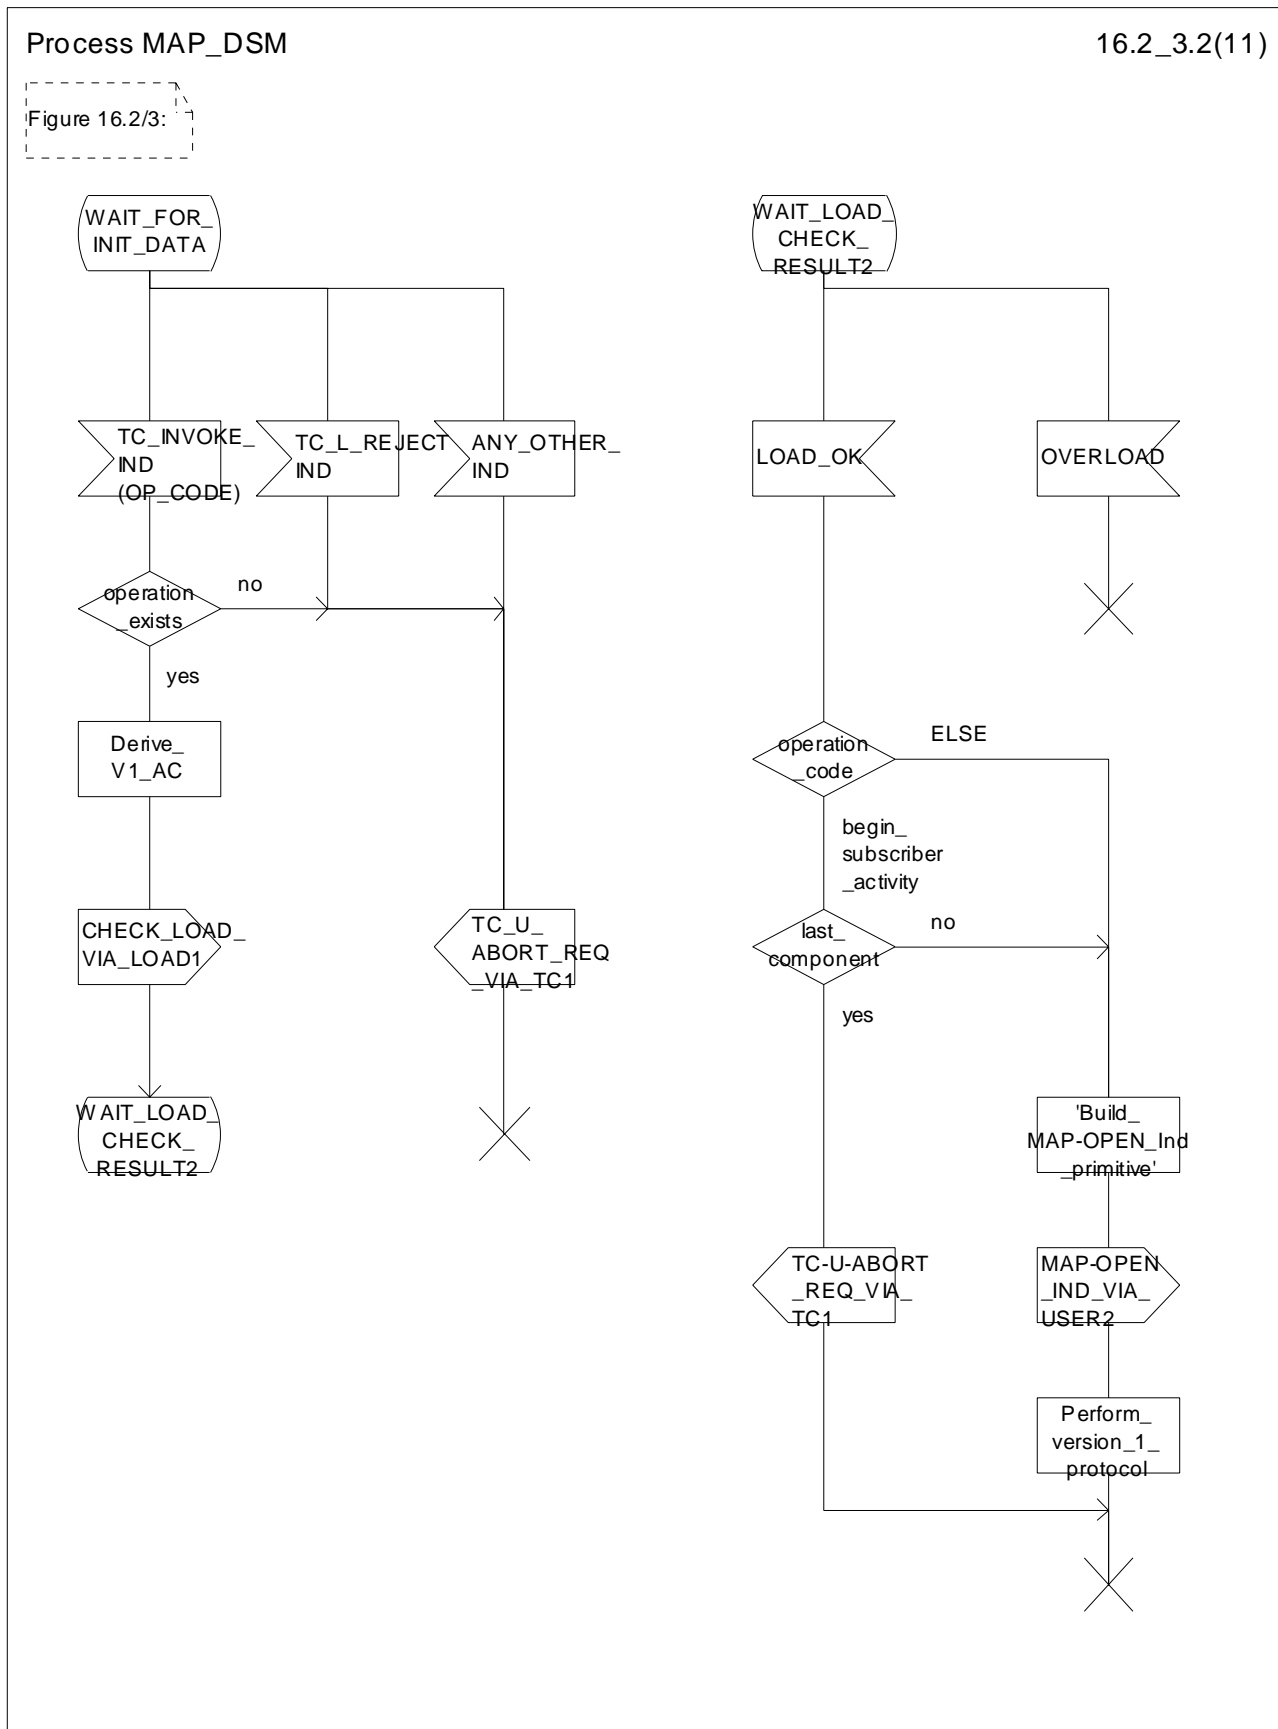 Process MAP_DSM
16.2_3.2(11)
Figure 16.2/3:
WAIT_FOR_
INIT_DATA
TC_INVOKE_
IND
(OP_CODE)
TC_L_REJECT
IND
ANY_OTHER_
IND
operation
_exists
no
yes
Derive_
V1_AC
CHECK_LOAD_
VIA_LOAD1
TC_U_
ABORT_REQ
_VIA_TC1
WAIT_LOAD_
CHECK_
RESULT2
WAIT_LOAD_
CHECK_
RESULT2
LOAD_OK
OVERLOAD
operation
_code
ELSE
begin_
subscriber
_activity
last_
component
no
yes
'Build_
MAP-OPEN_Ind
_primitive'
TC-U-ABORT
_REQ_VIA_
TC1
MAP-OPEN
_IND_VIA_
USER2
Perform_
version_1_
protocol